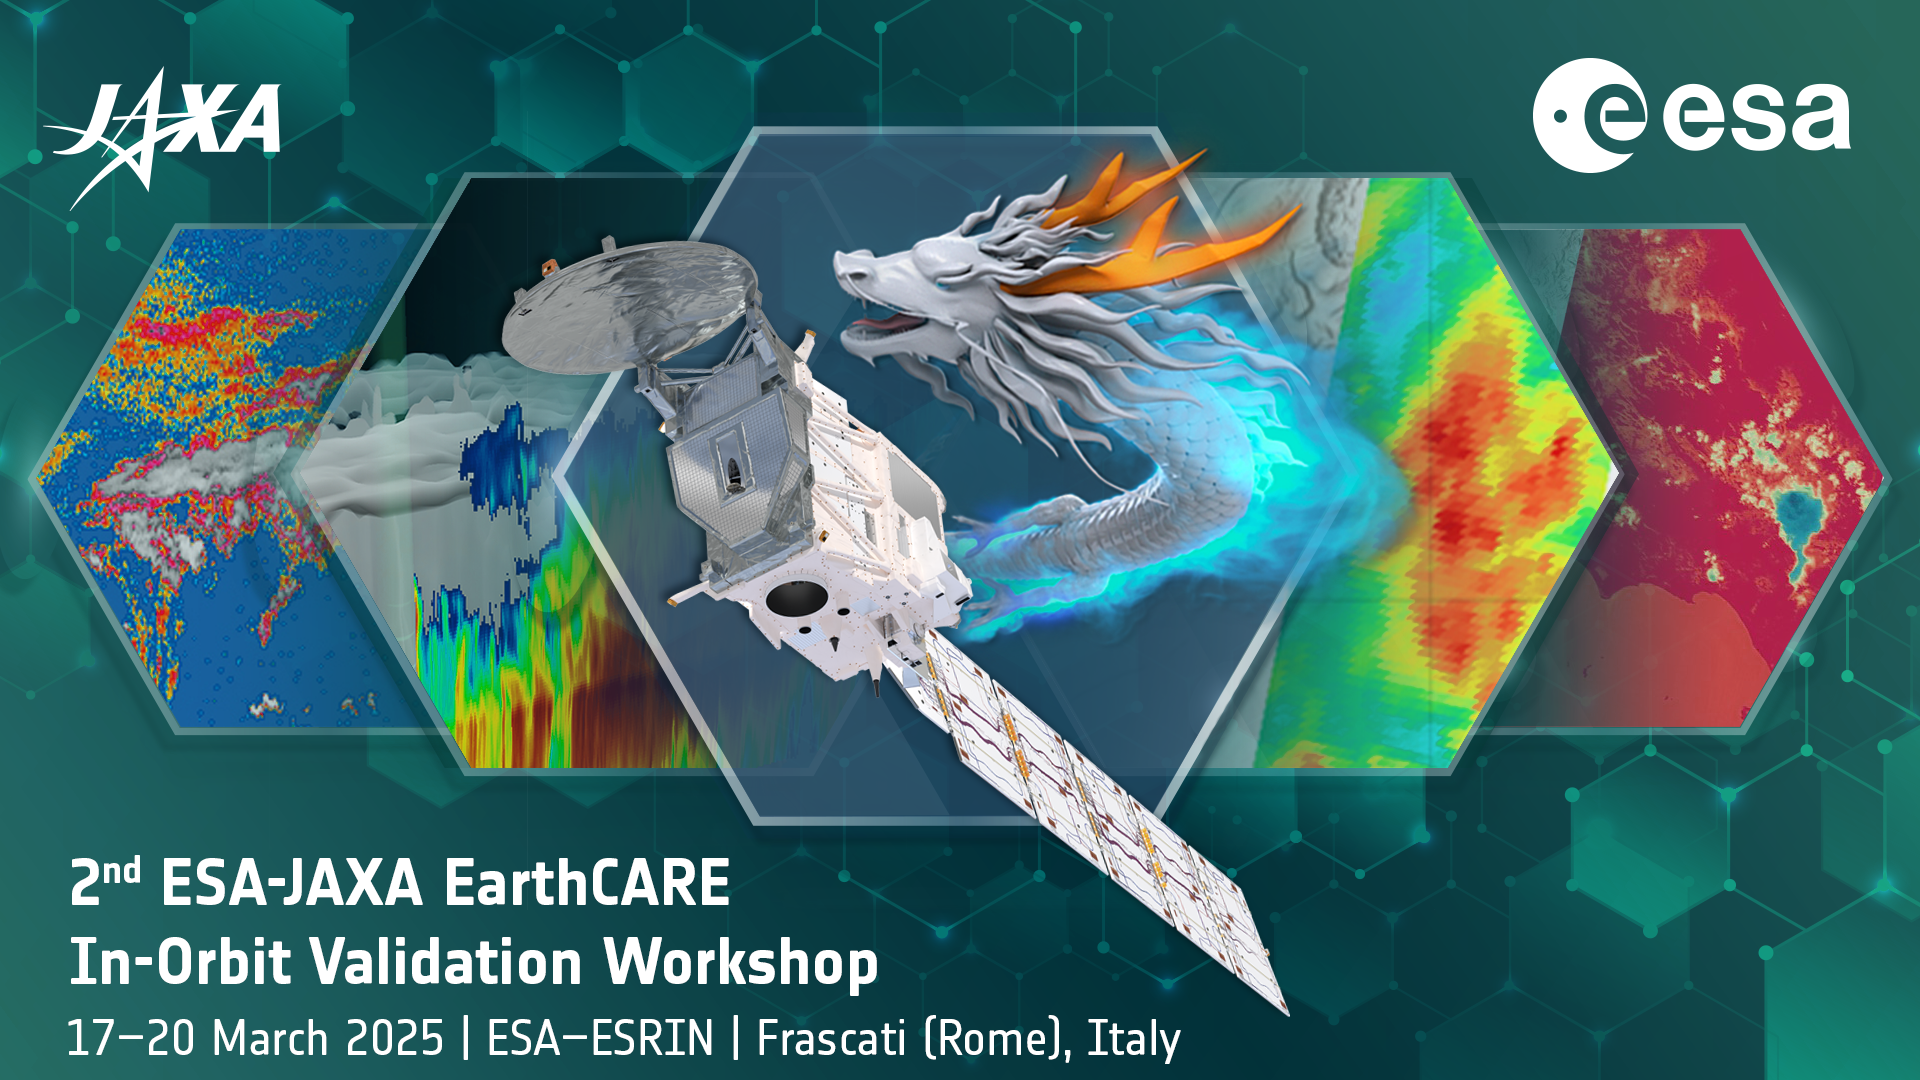 JAXA
esa
2nd ESA-JAXA EarthCARE
In-Orbit Validation Workshop
17–20 March 2025 | ESA–ESRIN | Frascati (Rome), Italy